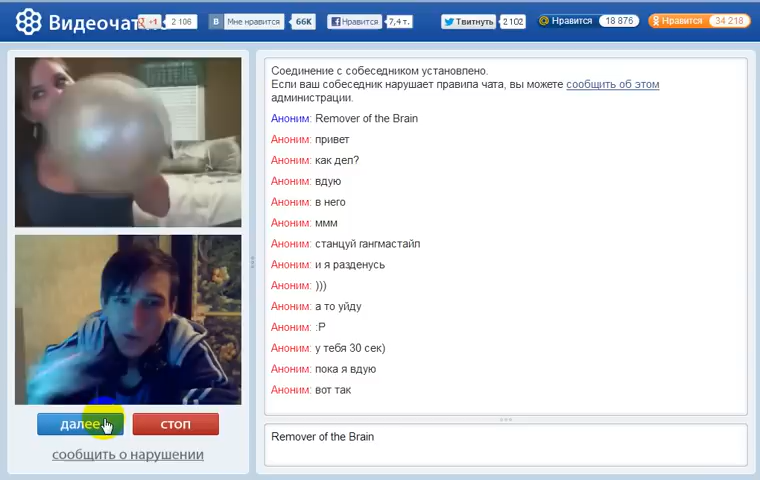 Видеочат
+1 2 106
Мне нравится 66K
Нравится 7,4 т.
Твитнуть 2 102
Нравится 18 876
Нравится 34 218
Соединение с собеседником установлено.
Если ваш собеседник нарушает правила чата, вы можете сообщить об этом
администрации.
Аноним: Remover of the Brain
Аноним: привет
Аноним: как дел?
Аноним: вдую
Аноним: в него
Аноним: ммм
Аноним: станцуй гангмастайл
Аноним: и я разденусь
Аноним: )))
Аноним: а то уйду
Аноним: :P
Аноним: у тебя 30 сек)
Аноним: пока я вдую
Аноним: вот так
далее
стоп
Remover of the Brain
сообщить о нарушении